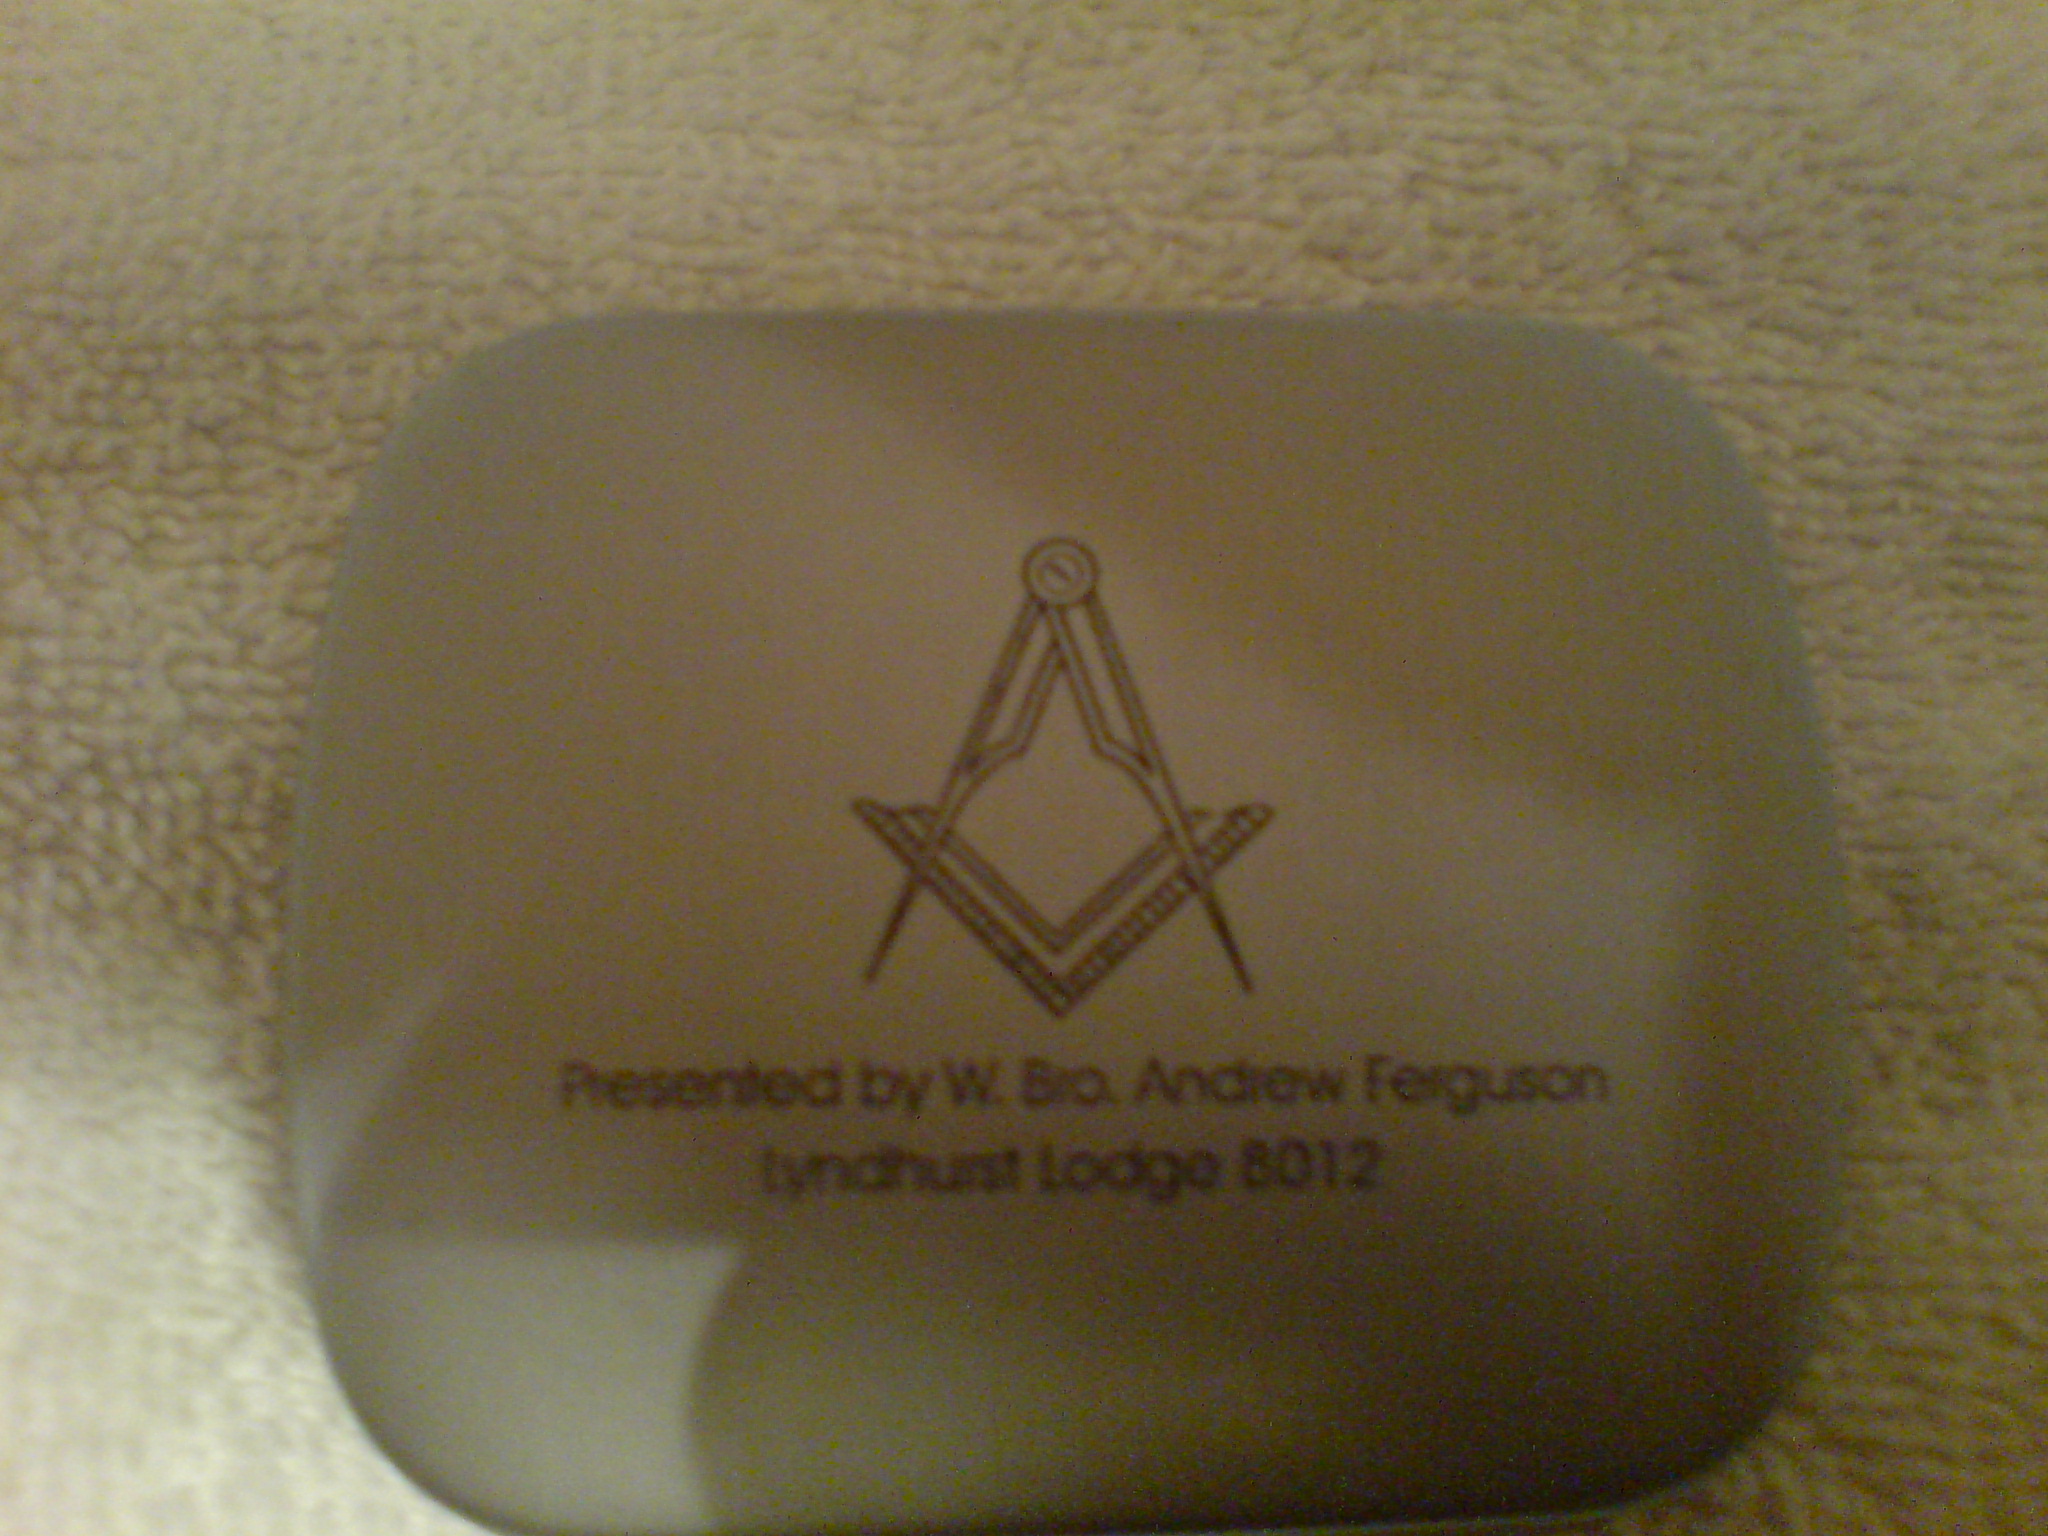 Presented by W. Bro. Andrew Ferguson
Lyndhurst Lodge 8012